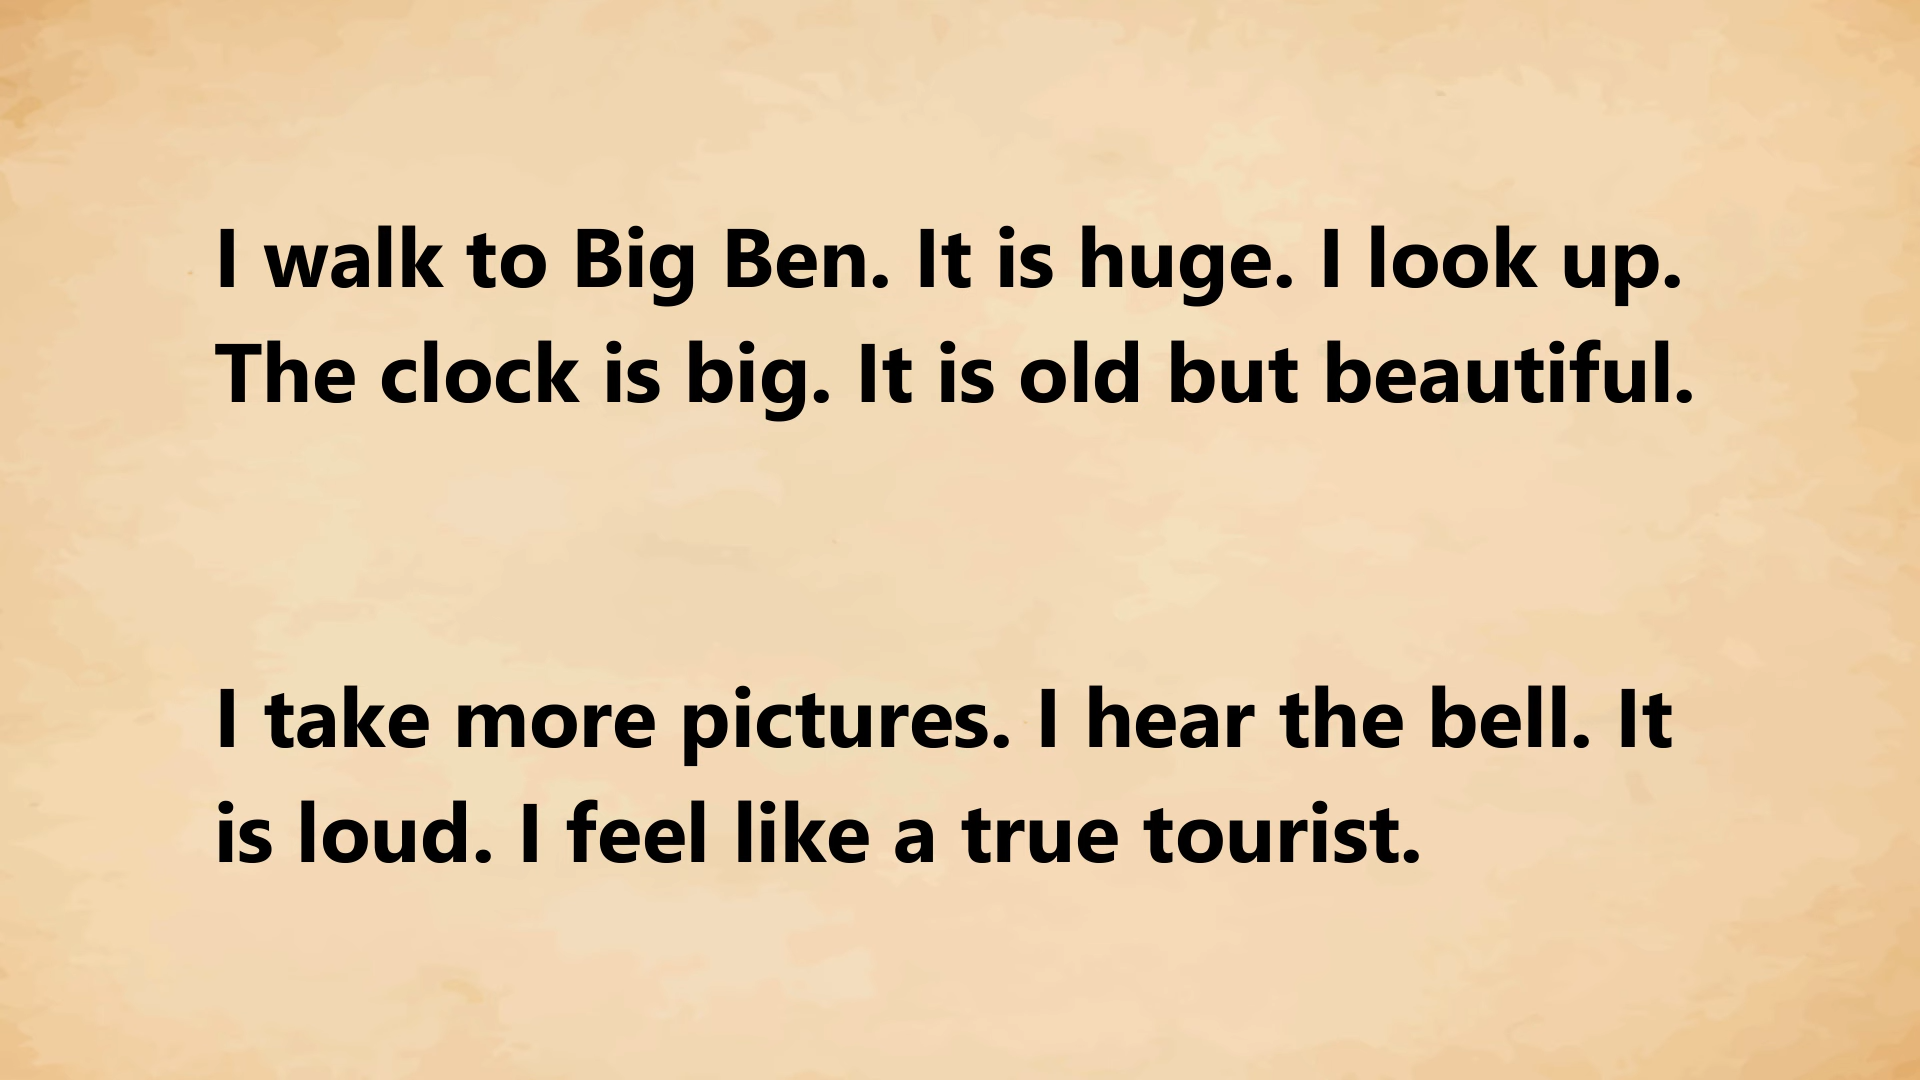 I walk to Big Ben. It is huge. I look up.
The clock is big. It is old but beautiful.
I take more pictures. I hear the bell. It
is loud. I feel like a true tourist.